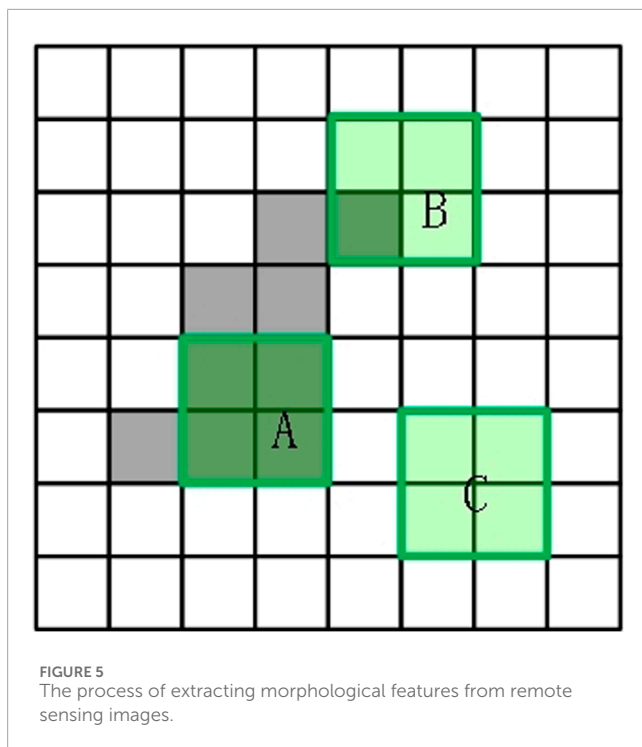 B
A
C
FIGURE 5
The process of extracting morphological features from remote
sensing images.